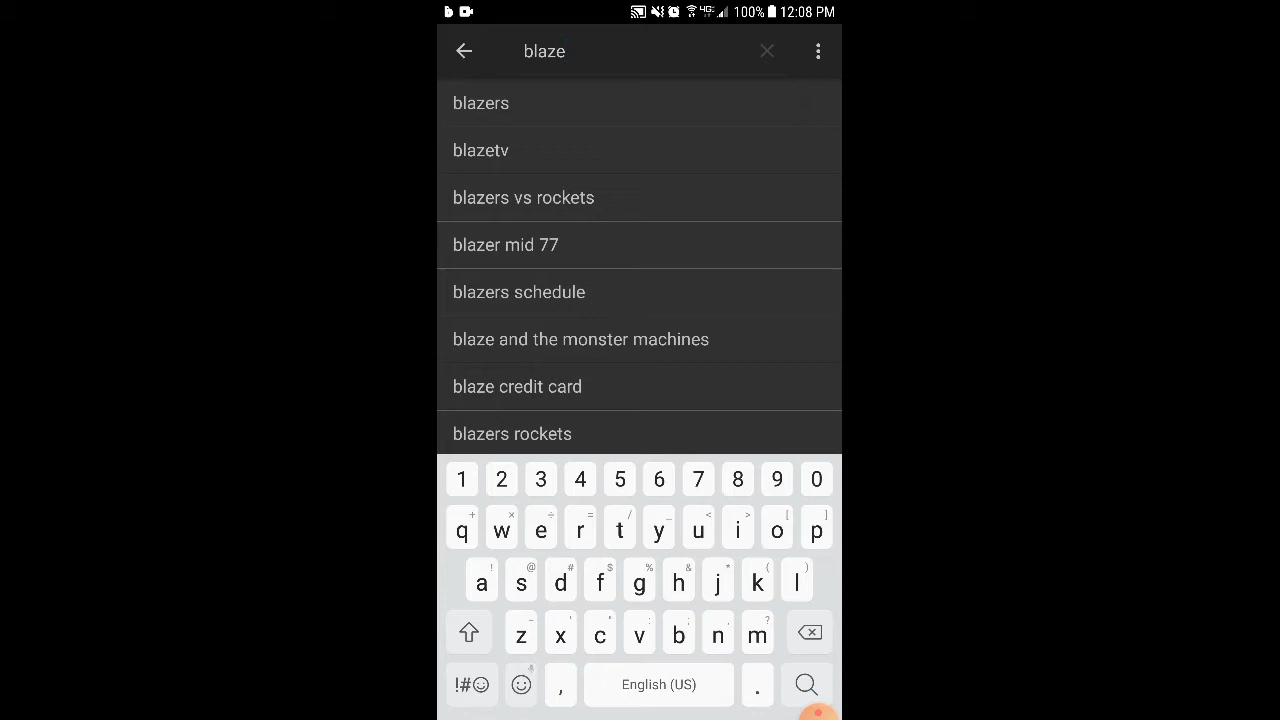 100% 12:08 PM
blaze
blazers
blazetv
blazers vs rockets
blazer mid 77
blazers schedule
blaze and the monster machines
blaze credit card
blazers rockets
1 2 3 4 5 6 7 8 9 0
+ × ÷ = / _ < > [ ]
q w e r t y u i o p
! @ # $ % & * ( )
a s d f g h j k l
- ' " : ; , ?
z x c v b n m
!#☺ , English (US) .